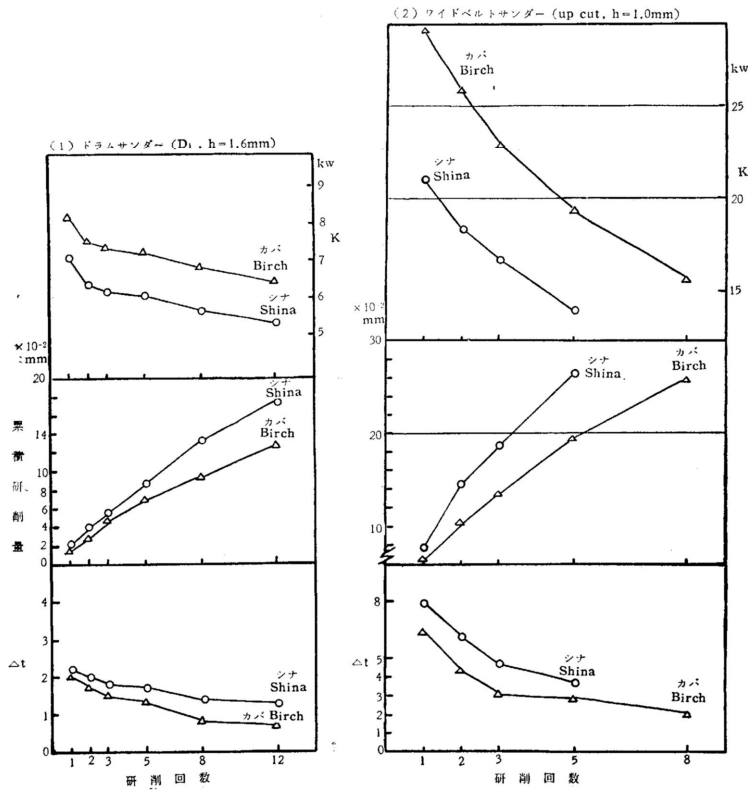 (1) ドラムサンダー (D₁, h=1.6mm)
kw
9
8
K
7
6
5
カバ
Birch
シナ
Shina
×10⁻²
mm
20
14
10
8
6
4
2
0
累積研削量
シナ
Shina
カバ
Birch
4
3
2
1
0
△t
シナ
Shina
カバ Birch
1 2 3 5 8 12
研削回数
(2) ワイドベルトサンダー (up cut, h=1.0mm)
kw
25
K
20
15
カバ
Birch
シナ
Shina
×10⁻²
mm
30
20
10
シナ
Shina
カバ
Birch
8
5
4
3
2
0
△t
シナ
Shina
カバ
Birch
1 2 3 5 8
研削回数